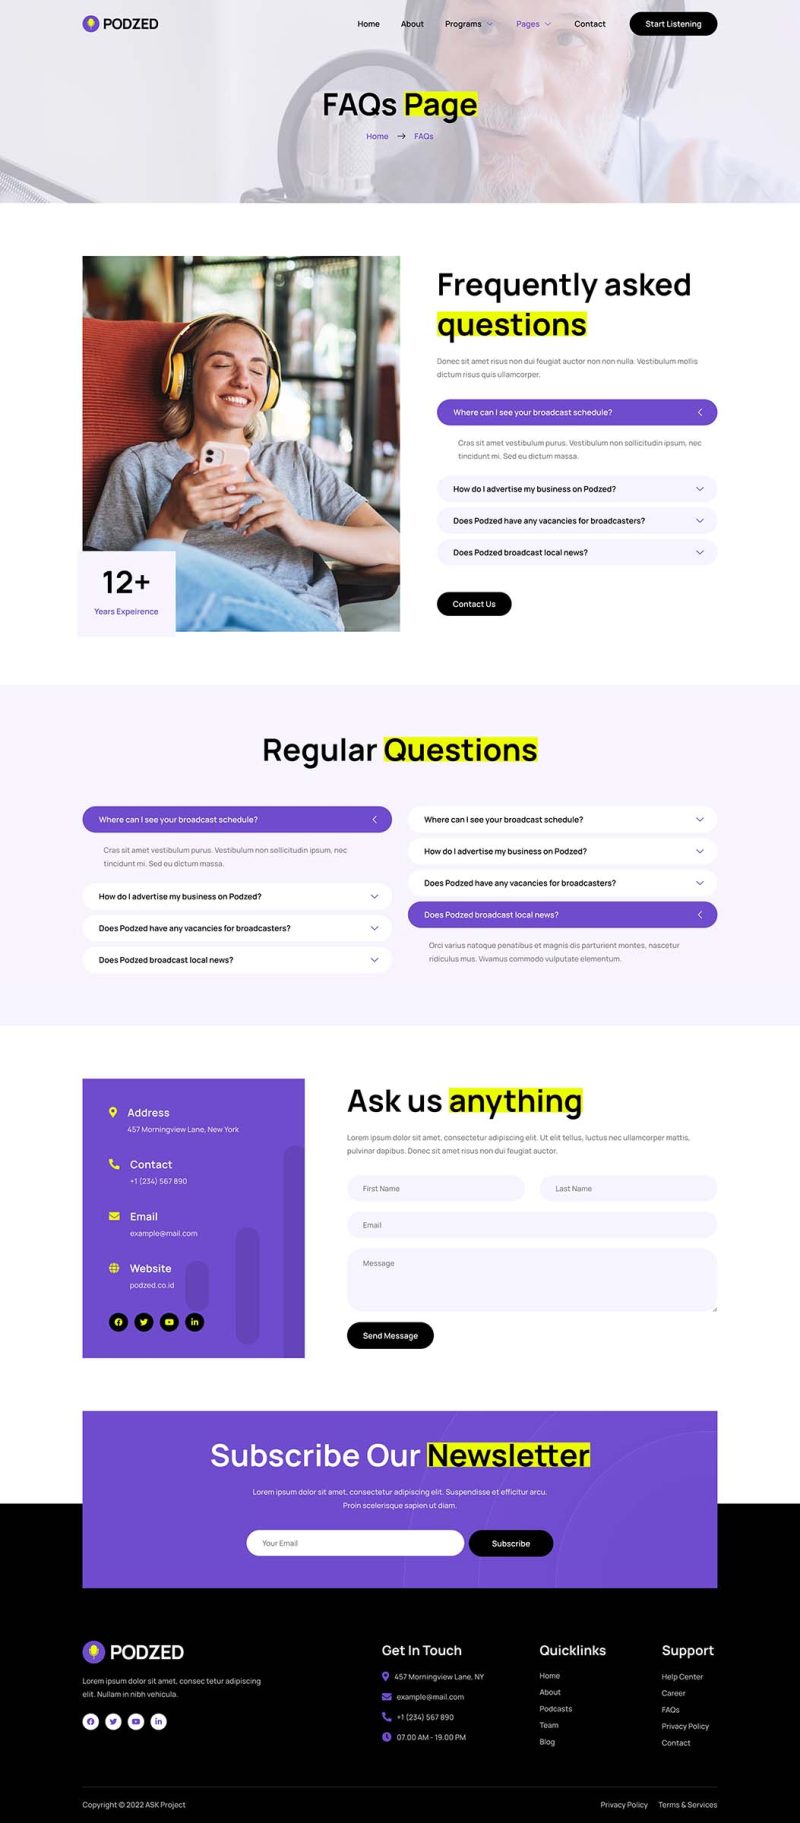 PODZED
Home About Programs Pages Contact Start Listening
FAQs Page
Home → FAQs
Frequently asked
questions
Donec sit amet risus non dui feugiat auctor non non nulla. Vestibulum mollis
dictum risus quis ullamcorper.
Where can I see your broadcast schedule?
Cras sit amet vestibulum purus. Vestibulum non sollicitudin ipsum, nec
tincidunt mi. Sed eu dictum massa.
How do I advertise my business on Podzed?
Does Podzed have any vacancies for broadcasters?
Does Podzed broadcast local news?
Contact Us
12+
Years Expeirence
Regular Questions
Where can I see your broadcast schedule?
Cras sit amet vestibulum purus. Vestibulum non sollicitudin ipsum, nec
tincidunt mi. Sed eu dictum massa.
How do I advertise my business on Podzed?
Does Podzed have any vacancies for broadcasters?
Does Podzed broadcast local news?
Where can I see your broadcast schedule?
How do I advertise my business on Podzed?
Does Podzed have any vacancies for broadcasters?
Does Podzed broadcast local news?
Orci varius natoque penatibus et magnis dis parturient montes, nascetur
ridiculus mus. Vivamus commodo vulputate elementum.
Address
457 Morningview Lane, New York
Contact
+1 (234) 567 890
Email
example@mail.com
Website
podzed.co.id
Ask us anything
Lorem ipsum dolor sit amet, consectetur adipiscing elit. Ut elit tellus, luctus nec ullamcorper mattis,
pulvinar dapibus. Donec sit amet risus non dui feugiat auctor.
First Name Last Name
Email
Message
Send Message
Subscribe Our Newsletter
Lorem ipsum dolor sit amet, consectetur adipiscing elit. Suspendisse et efficitur arcu.
Proin scelerisque sapien ut diam.
Your Email Subscribe
PODZED
Lorem ipsum dolor sit amet, consec tetur adipiscing
elit. Nullam in nibh vehicula.
Get In Touch
457 Morningview Lane, NY
example@mail.com
+1 (234) 567 890
07.00 AM - 19.00 PM
Quicklinks
Home
About
Podcasts
Team
Blog
Support
Help Center
Career
FAQs
Privacy Policy
Contact
Copyright © 2022 ASK Project
Privacy Policy Terms & Services